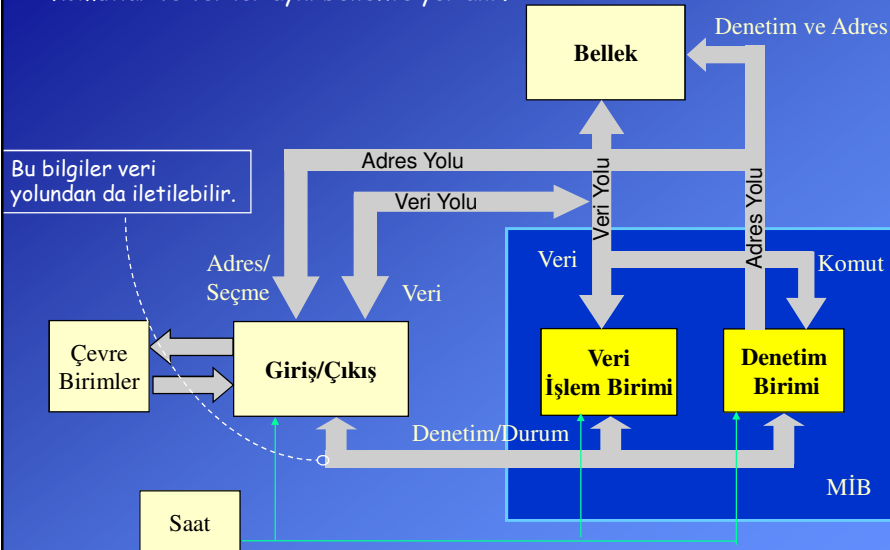 Denetim ve Adres
Bellek
Adres Yolu
Bu bilgiler veri
yolundan da iletilebilir.
Veri Yolu
Veri Yolu
Adres Yolu
Adres/
Seçme
Veri
Veri
Komut
Çevre
Birimler
Giriş/Çıkış
Veri
İşlem Birimi
Denetim
Birimi
Denetim/Durum
MİB
Saat